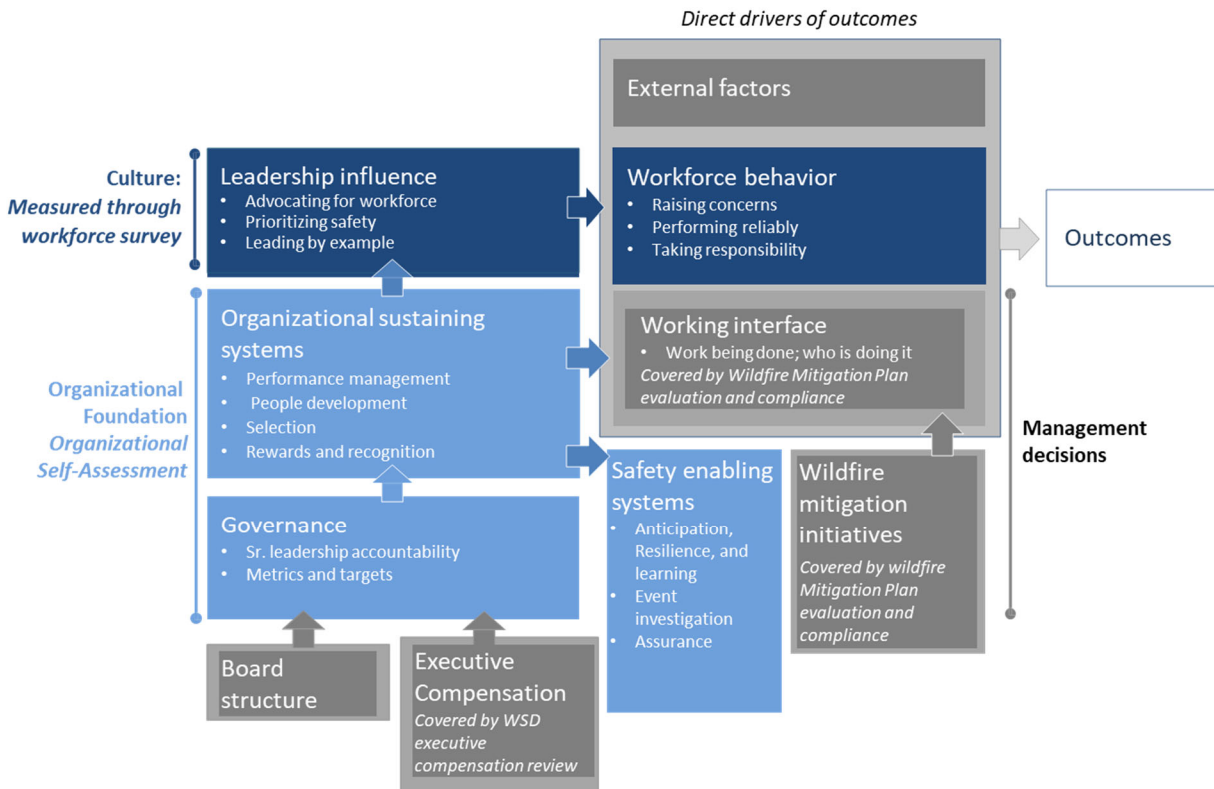 Direct drivers of outcomes
External factors
Culture:
Measured through
workforce survey
Leadership influence
• Advocating for workforce
• Prioritizing safety
• Leading by example
Workforce behavior
• Raising concerns
• Performing reliably
• Taking responsibility
Outcomes
Organizational
Foundation
Organizational
Self-Assessment
Organizational sustaining
systems
• Performance management
• People development
• Selection
• Rewards and recognition
Working interface
• Work being done; who is doing it
Covered by Wildfire Mitigation Plan
evaluation and compliance
Management
decisions
Governance
• Sr. leadership accountability
• Metrics and targets
Safety enabling
systems
• Anticipation,
Resilience, and
learning
• Event
investigation
• Assurance
Wildfire
mitigation
initiatives
Covered by wildfire
Mitigation Plan
evaluation and
compliance
Board
structure
Executive
Compensation
Covered by WSD
executive
compensation review